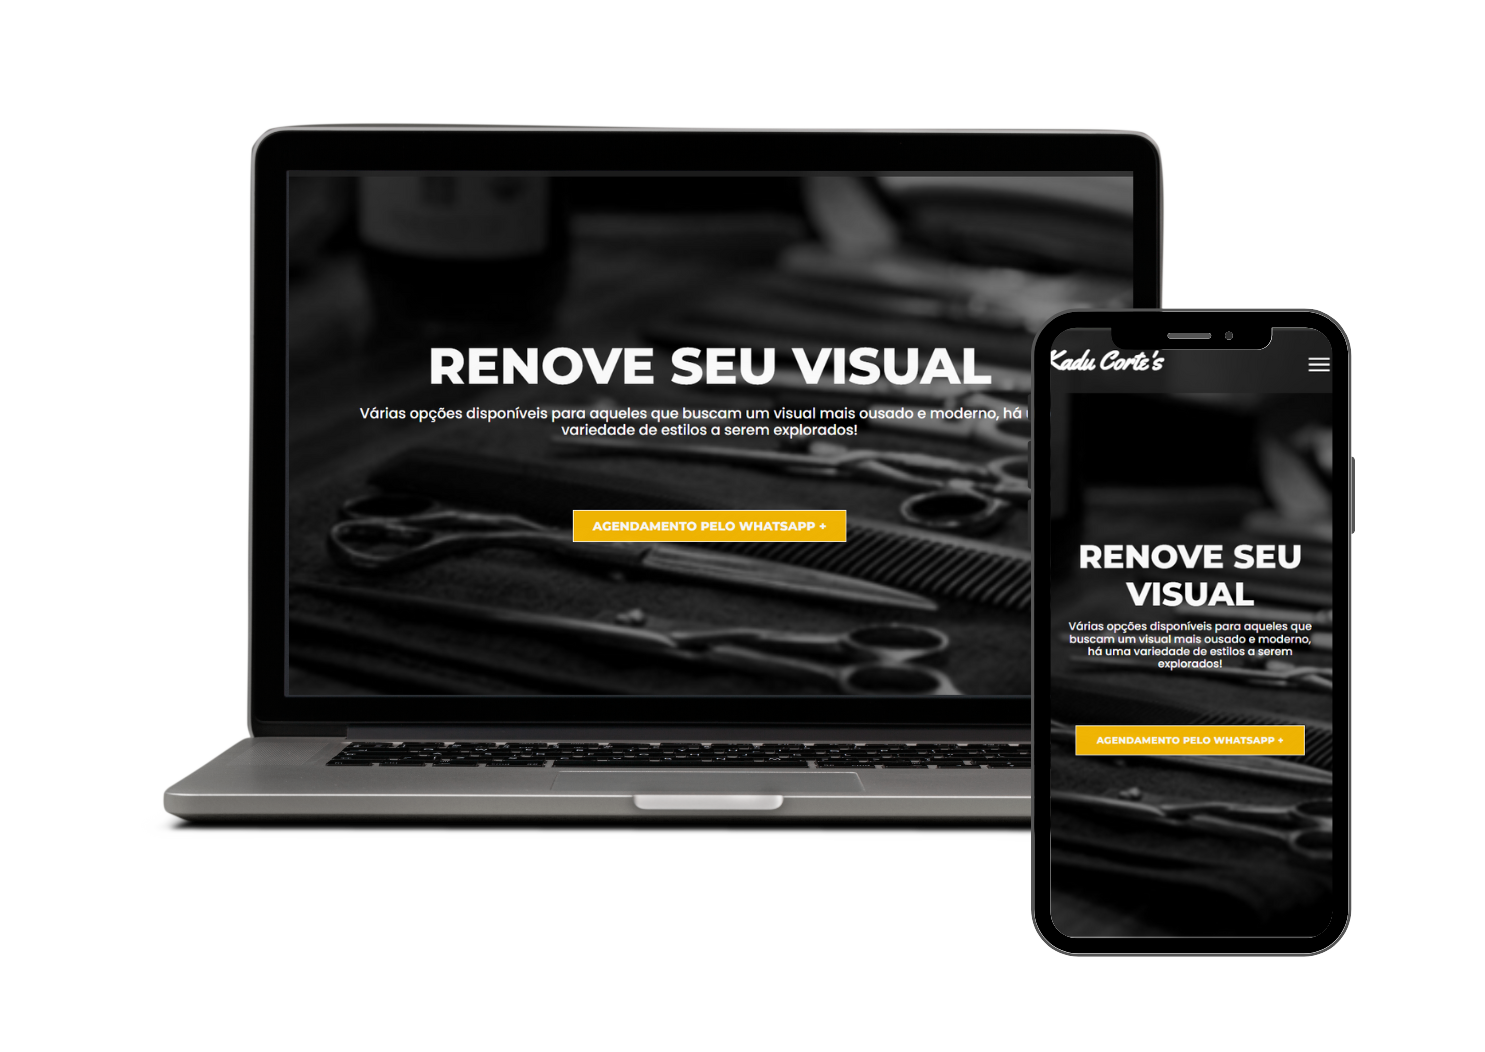 RENOVE SEU VISUAL
Várias opções disponíveis para aqueles que buscam um visual mais ousado e moderno, há
variedade de estilos a serem explorados!
AGENDAMENTO PELO WHATSAPP +
Kadu Corte's
RENOVE SEU
VISUAL
Várias opções disponíveis para aqueles que
buscam um visual mais ousado e moderno,
há uma variedade de estilos a serem
explorados!
AGENDAMENTO PELO WHATSAPP +